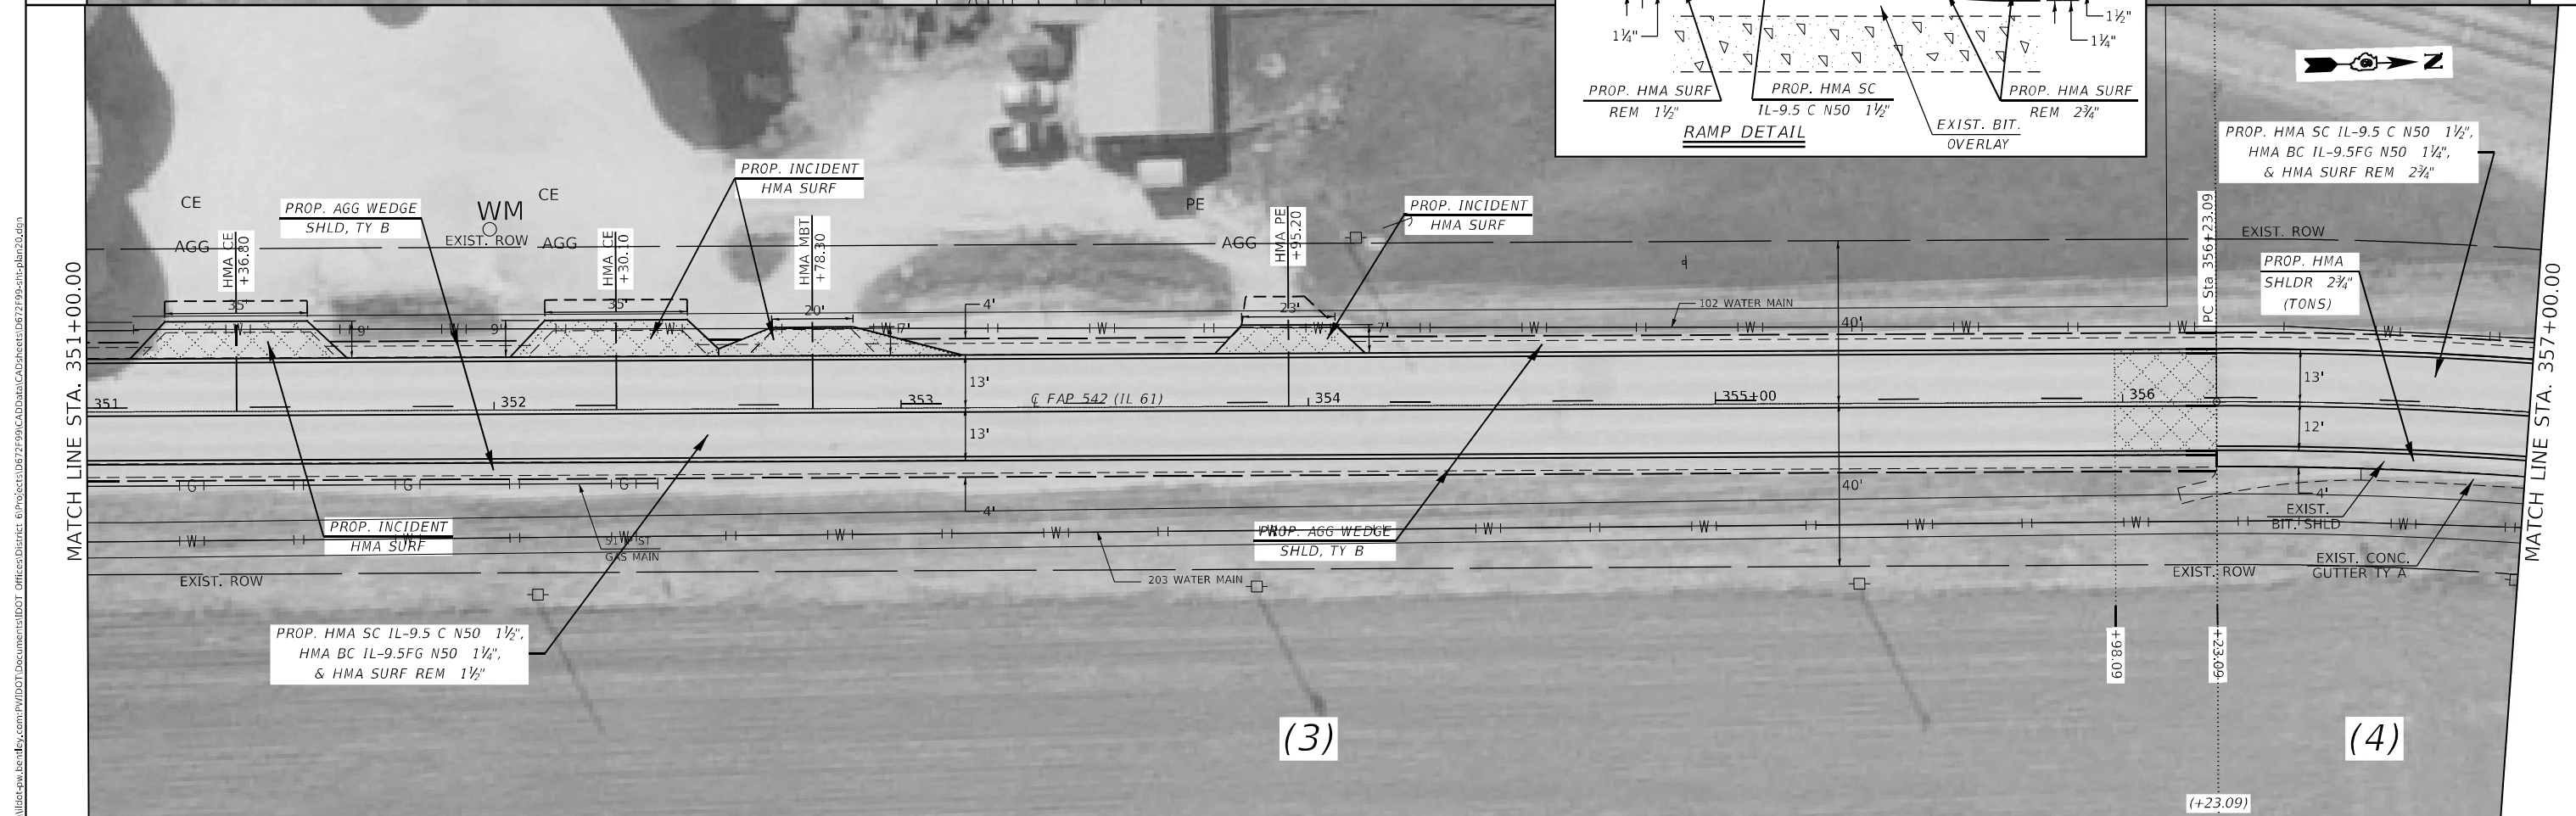 1¼"
1½"
1¼"
PROP. HMA SURF
REM 1½"
PROP. HMA SC
IL-9.5 C N50 1½"
PROP. HMA SURF
REM 2¾"
EXIST. BIT.
OVERLAY
RAMP DETAIL
N
PROP. HMA SC IL-9.5 C N50 1½",
HMA BC IL-9.5FG N50 1¼",
& HMA SURF REM 2¾"
PROP. INCIDENT
HMA SURF
CE
CE
WM
PE
PROP. AGG WEDGE
SHLD, TY B
PROP. INCIDENT
HMA SURF
AGG
EXIST. ROW
AGG
AGG
EXIST. ROW
HMA CE
+36.80
HMA CE
+30.10
HMA MBT
+78.30
HMA PE
+95.20
PC Sta 356+23.09
PROP. HMA
SHLDR 2¾"
(TONS)
35'
35'
20'
23'
4'
9'
9'
7'
7'
102 WATER MAIN
40'
W W W W W W W W W W W
MATCH LINE STA. 351+00.00
MATCH LINE STA. 357+00.00
13'
13'
351
352
353
℄ FAP 542 (IL 61)
354
355+00
356
13'
12'
G G G
4'
40'
4'
EXIST.
BIT. SHLD
PROP. INCIDENT
HMA SURF
W W W W W W W W W W
GAS MAIN
PROP. AGG WEDGE
SHLD, TY B
203 WATER MAIN
EXIST. ROW
EXIST. ROW
EXIST. CONC.
GUTTER TY A
PROP. HMA SC IL-9.5 C N50 1½",
HMA BC IL-9.5FG N50 1¼",
& HMA SURF REM 1½"
+98.09
+23.09
(3)
(4)
(+23.09)